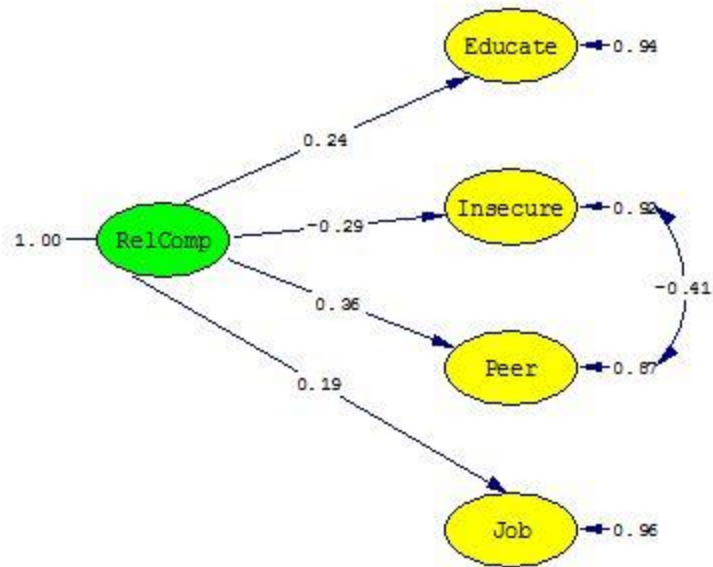 Educate
0.94
0.24
Insecure
0.92
-0.29
1.00
RelComp
-0.41
0.36
Peer
0.87
0.19
Job
0.96